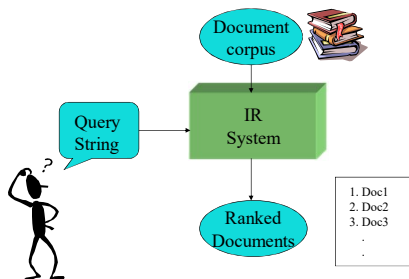 Document
corpus
Query
String
IR
System
?
Ranked
Documents
1. Doc1
2. Doc2
3. Doc3
.
.